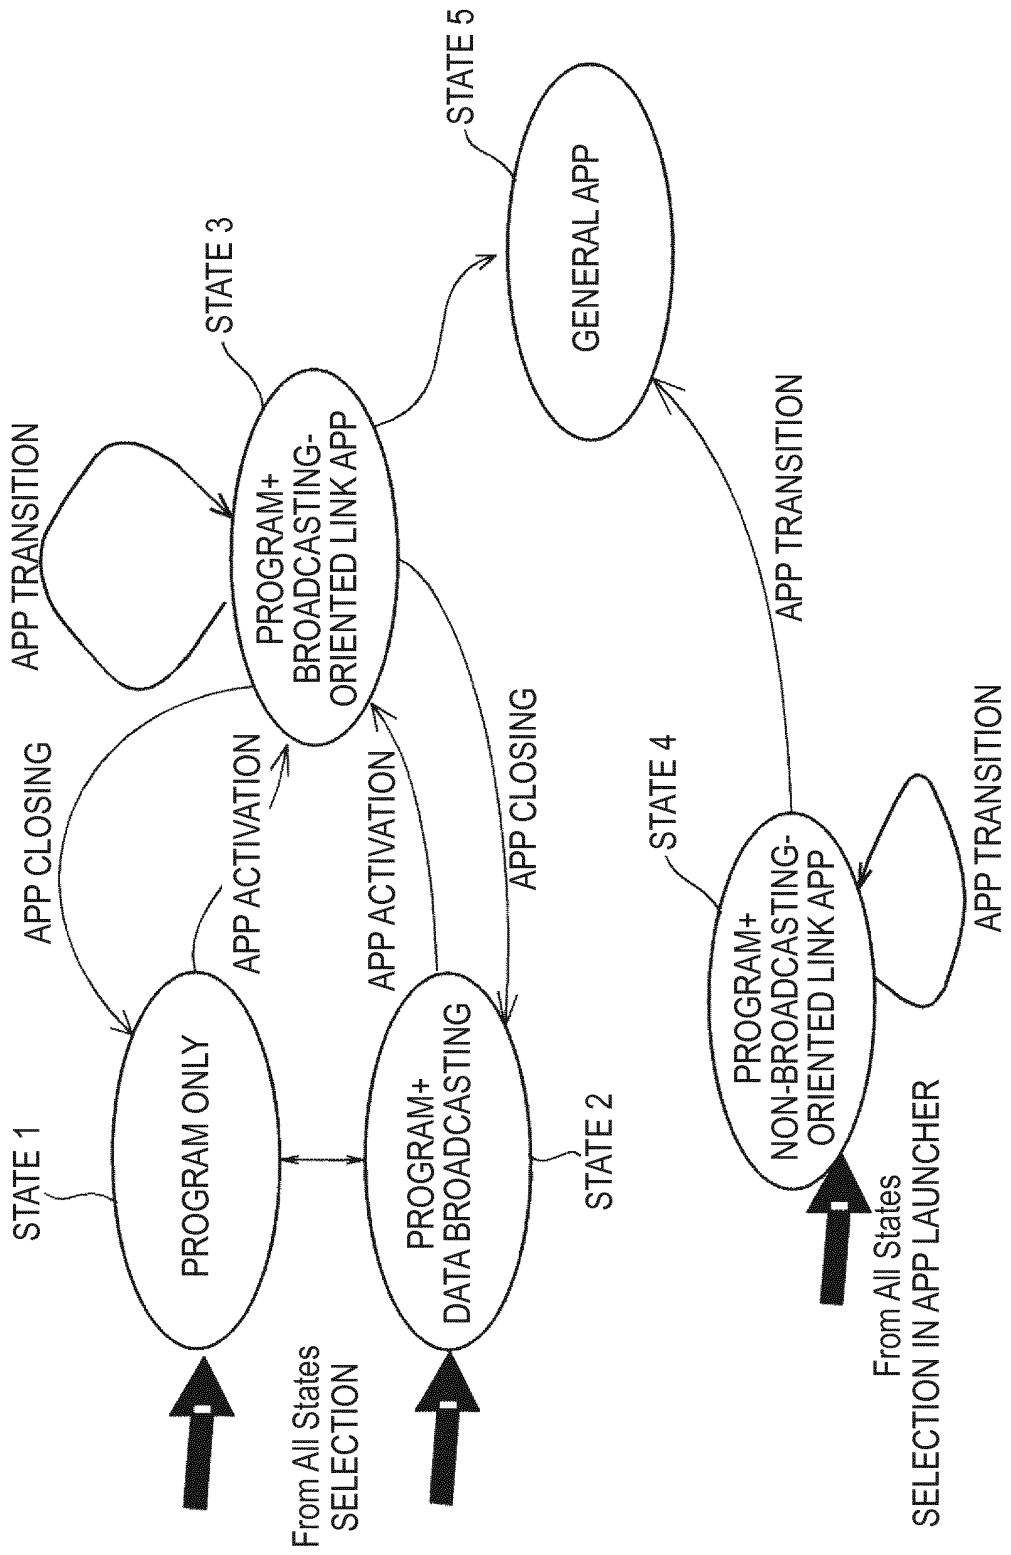 STATE 1
PROGRAM ONLY
APP CLOSING
APP TRANSITION
APP ACTIVATION
STATE 3
PROGRAM+
BROADCASTING-
ORIENTED LINK APP
From All States
SELECTION
APP ACTIVATION
PROGRAM+
DATA BROADCASTING
STATE 2
APP CLOSING
STATE 5
GENERAL APP
STATE 4
PROGRAM+
NON-BROADCASTING-
ORIENTED LINK APP
APP TRANSITION
From All States
SELECTION IN APP LAUNCHER
APP TRANSITION